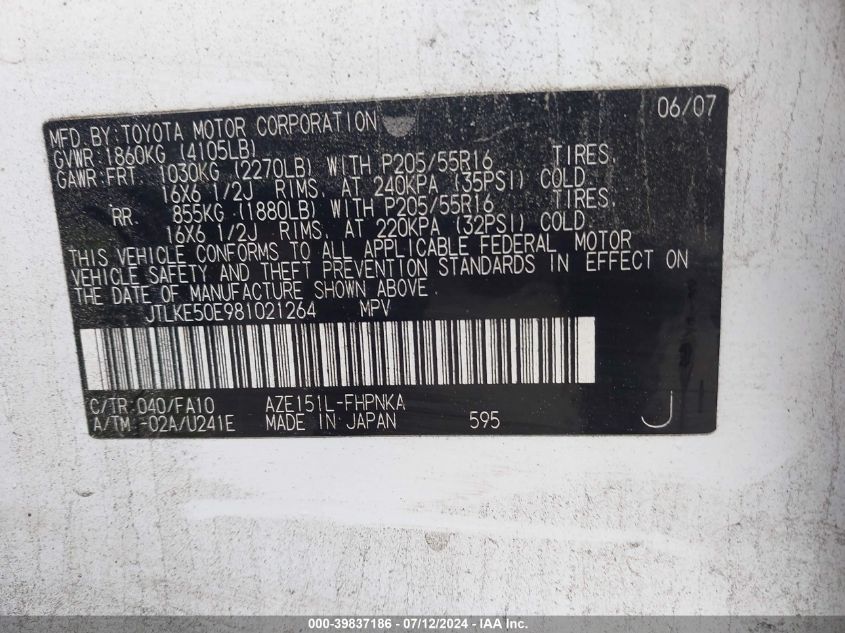 MFD. BY: TOYOTA MOTOR CORPORATION 06/07
GVWR: 1860KG (4105LB)
GAWR: FRT 1030KG (2270LB) WITH P205/55R16 TIRES,
16X6 1/2J RIMS, AT 240KPA (35PSI) COLD.
RR 855KG (1880LB) WITH P205/55R16 TIRES,
16X6 1/2J RIMS, AT 220KPA (32PSI) COLD.
THIS VEHICLE CONFORMS TO ALL APPLICABLE FEDERAL MOTOR
VEHICLE SAFETY AND THEFT PREVENTION STANDARDS IN EFFECT ON
THE DATE OF MANUFACTURE SHOWN ABOVE.
JTLKE50E981021264 MPV
C/TR: 040/FA10 AZE151L-FHPNKA
A/TM: -02A/U241E MADE IN JAPAN 595 J
000-39837186 - 07/12/2024 - IAA Inc.